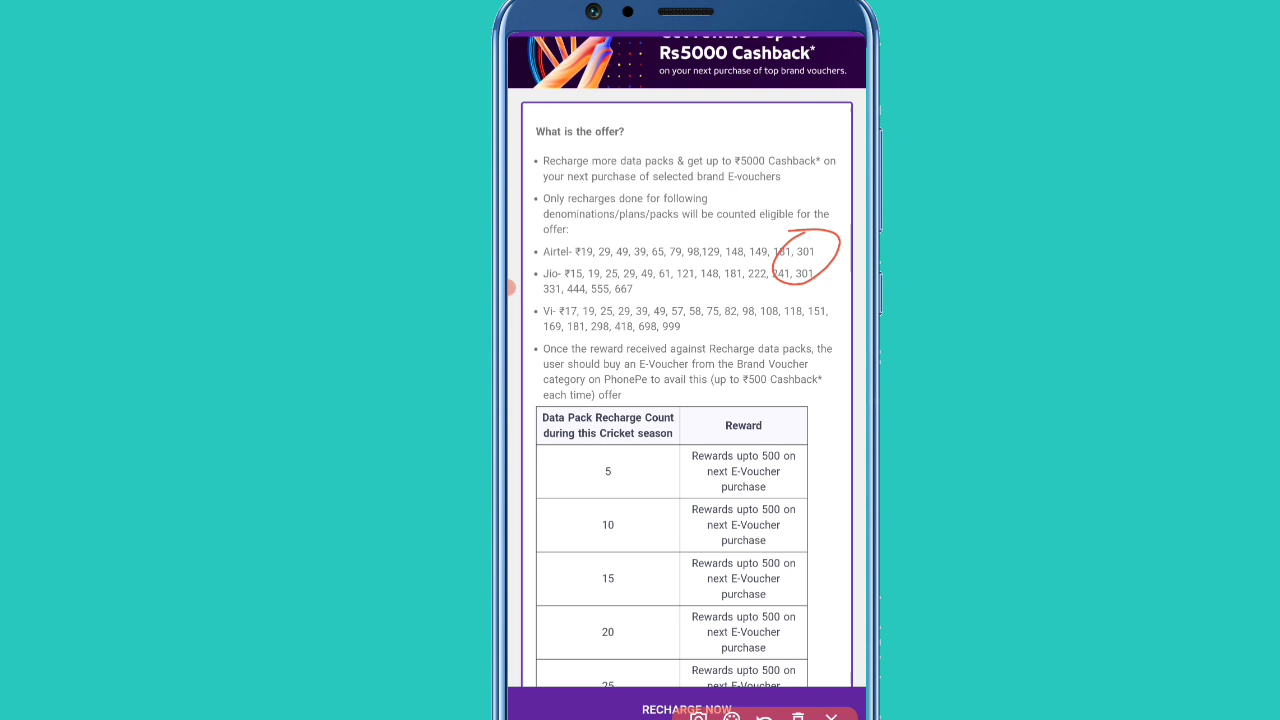 Get rewards up to
Rs5000 Cashback*
on your next purchase of top brand vouchers.
What is the offer?
• Recharge more data packs & get up to ₹5000 Cashback* on
your next purchase of selected brand E-vouchers
• Only recharges done for following
denominations/plans/packs will be counted eligible for the
offer:
• Airtel- ₹19, 29, 49, 39, 65, 79, 98,129, 148, 149, 181, 301
• Jio- ₹15, 19, 25, 29, 49, 61, 121, 148, 181, 222, 241, 301,
331, 444, 555, 667
• Vi- ₹17, 19, 25, 29, 39, 49, 57, 58, 75, 82, 98, 108, 118, 151,
169, 181, 298, 418, 698, 999
• Once the reward received against Recharge data packs, the
user should buy an E-Voucher from the Brand Voucher
category on PhonePe to avail this (up to ₹500 Cashback*
each time) offer
Data Pack Recharge Count
during this Cricket season
Reward
5
Rewards upto 500 on
next E-Voucher
purchase
10
Rewards upto 500 on
next E-Voucher
purchase
15
Rewards upto 500 on
next E-Voucher
purchase
20
Rewards upto 500 on
next E-Voucher
purchase
25
Rewards upto 500 on
next E-Voucher
RECHARGE NOW